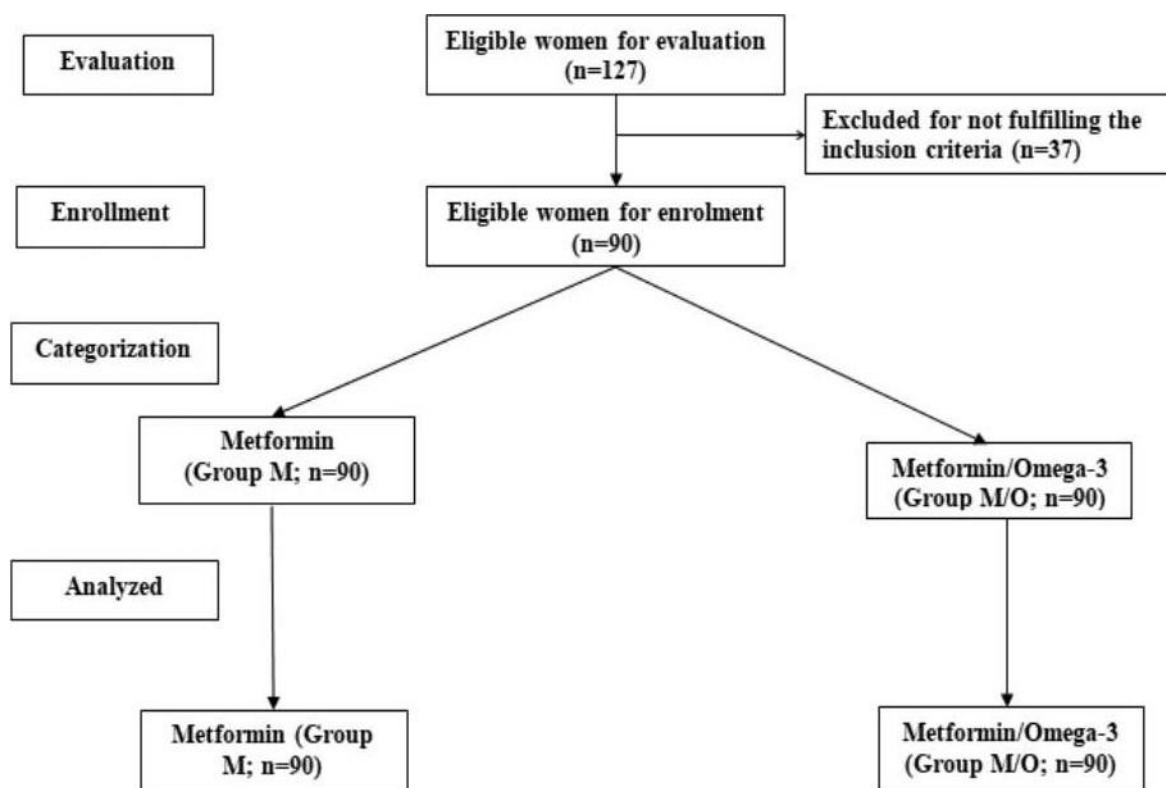 Evaluation
Eligible women for evaluation
(n=127)
Excluded for not fulfilling the
inclusion criteria (n=37)
Enrollment
Eligible women for enrolment
(n=90)
Categorization
Metformin
(Group M; n=90)
Metformin/Omega-3
(Group M/O; n=90)
Analyzed
Metformin (Group
M; n=90)
Metformin/Omega-3
(Group M/O; n=90)